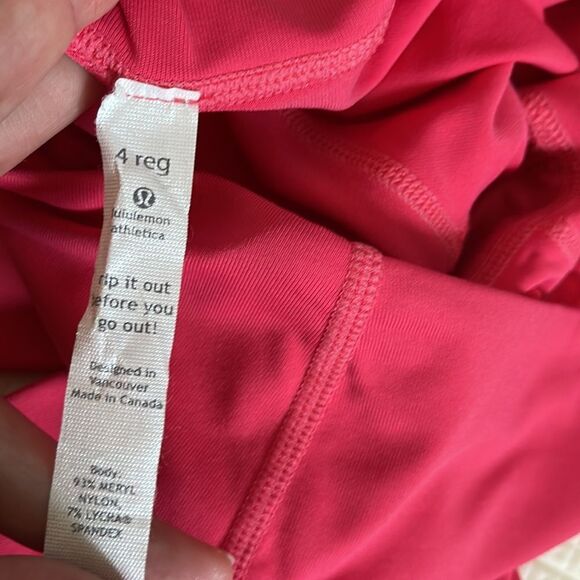 4 reg
lululemon
athletica
rip it out
before you
go out!
Designed in
Vancouver
Made in Canada
Body:
93% MERYL
NYLON,
7% LYCRA®
SPANDEX